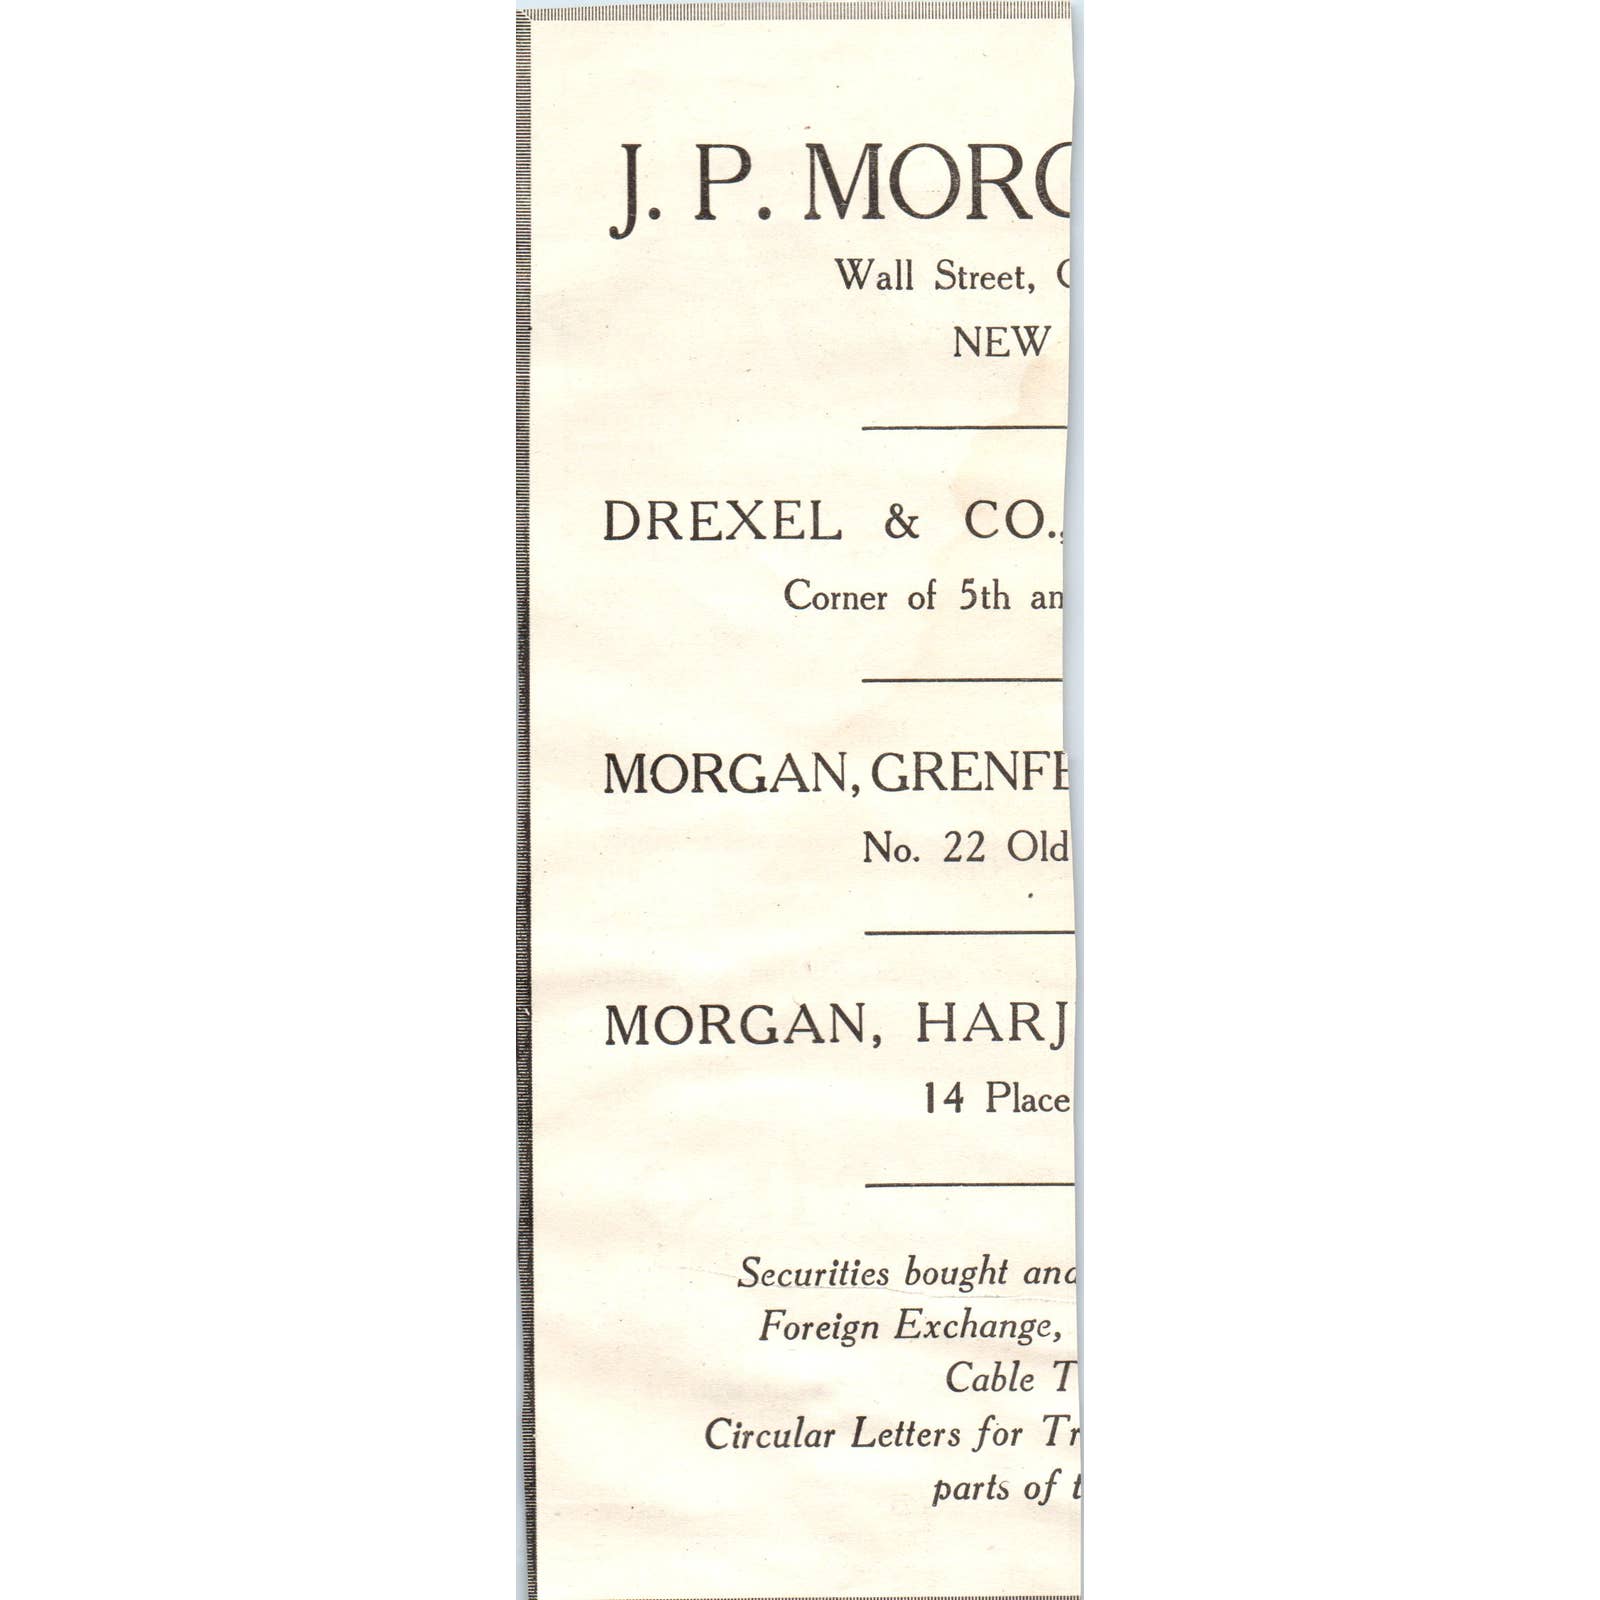 J. P. MORG
Wall Street, C
NEW
DREXEL & CO.,
Corner of 5th an
MORGAN, GRENFE
No. 22 Old
MORGAN, HARJ
14 Place
Securities bought and
Foreign Exchange,
Cable T
Circular Letters for Tr
parts of t